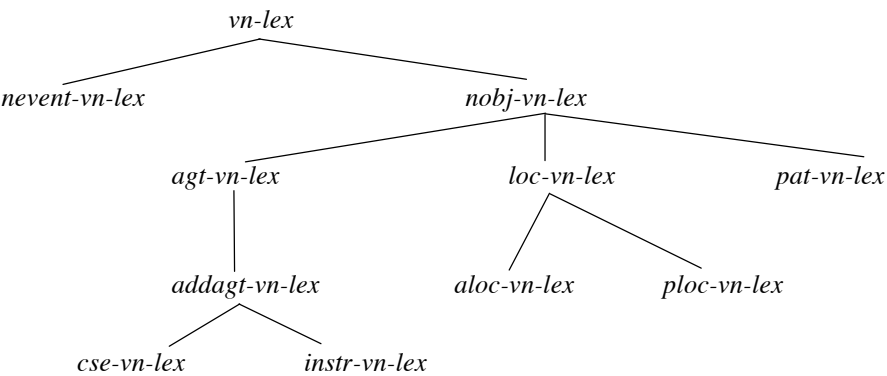 vn-lex
nevent-vn-lex nobj-vn-lex
agt-vn-lex loc-vn-lex pat-vn-lex
addagt-vn-lex aloc-vn-lex ploc-vn-lex
cse-vn-lex instr-vn-lex